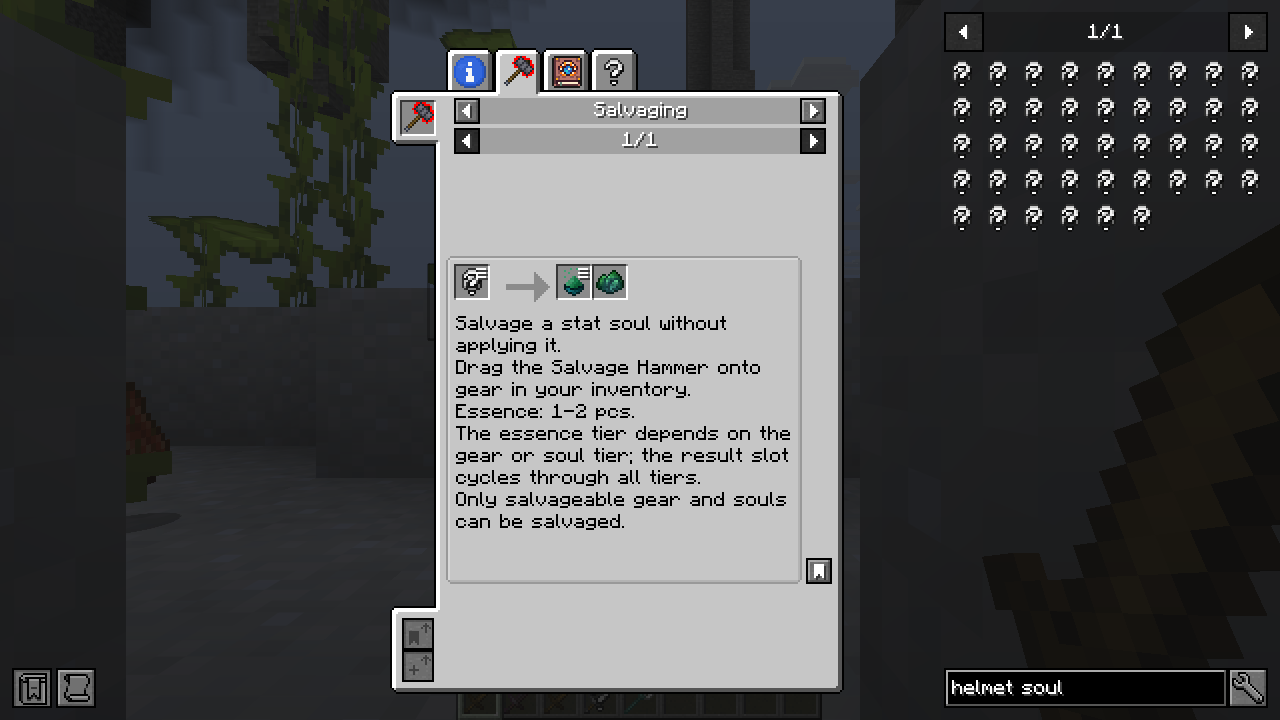 1/1
Salvaging
1/1
Salvage a stat soul without
applying it.
Drag the Salvage Hammer onto
gear in your inventory.
Essence: 1-2 pcs.
The essence tier depends on the
gear or soul tier; the result slot
cycles through all tiers.
Only salvageable gear and souls
can be salvaged.
helmet soul